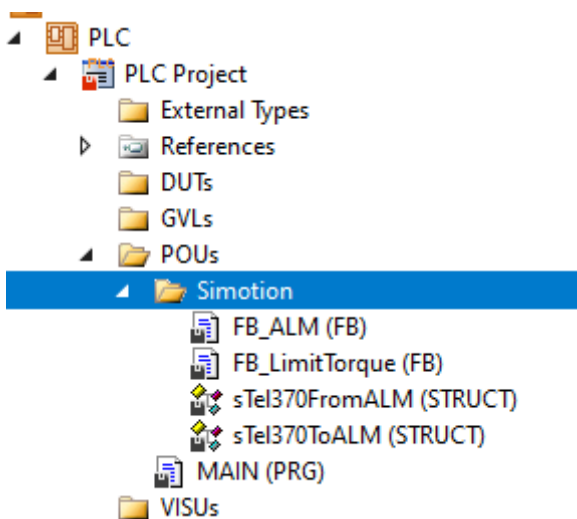 PLC
PLC Project
External Types
References
DUTs
GVLs
POUs
Simotion
FB_ALM (FB)
FB_LimitTorque (FB)
sTel370FromALM (STRUCT)
sTel370ToALM (STRUCT)
MAIN (PRG)
VISUs